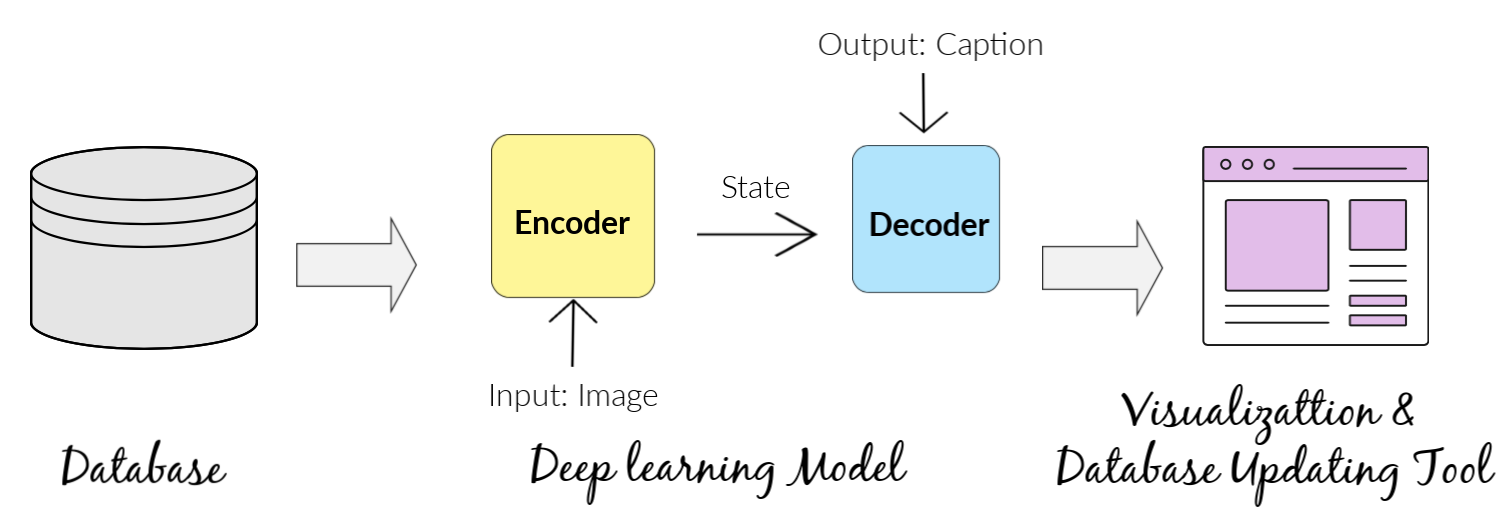 Output: Caption
Encoder
State
Decoder
Input: Image
Database
Deep learning Model
Visualizattion &
Database Updating Tool